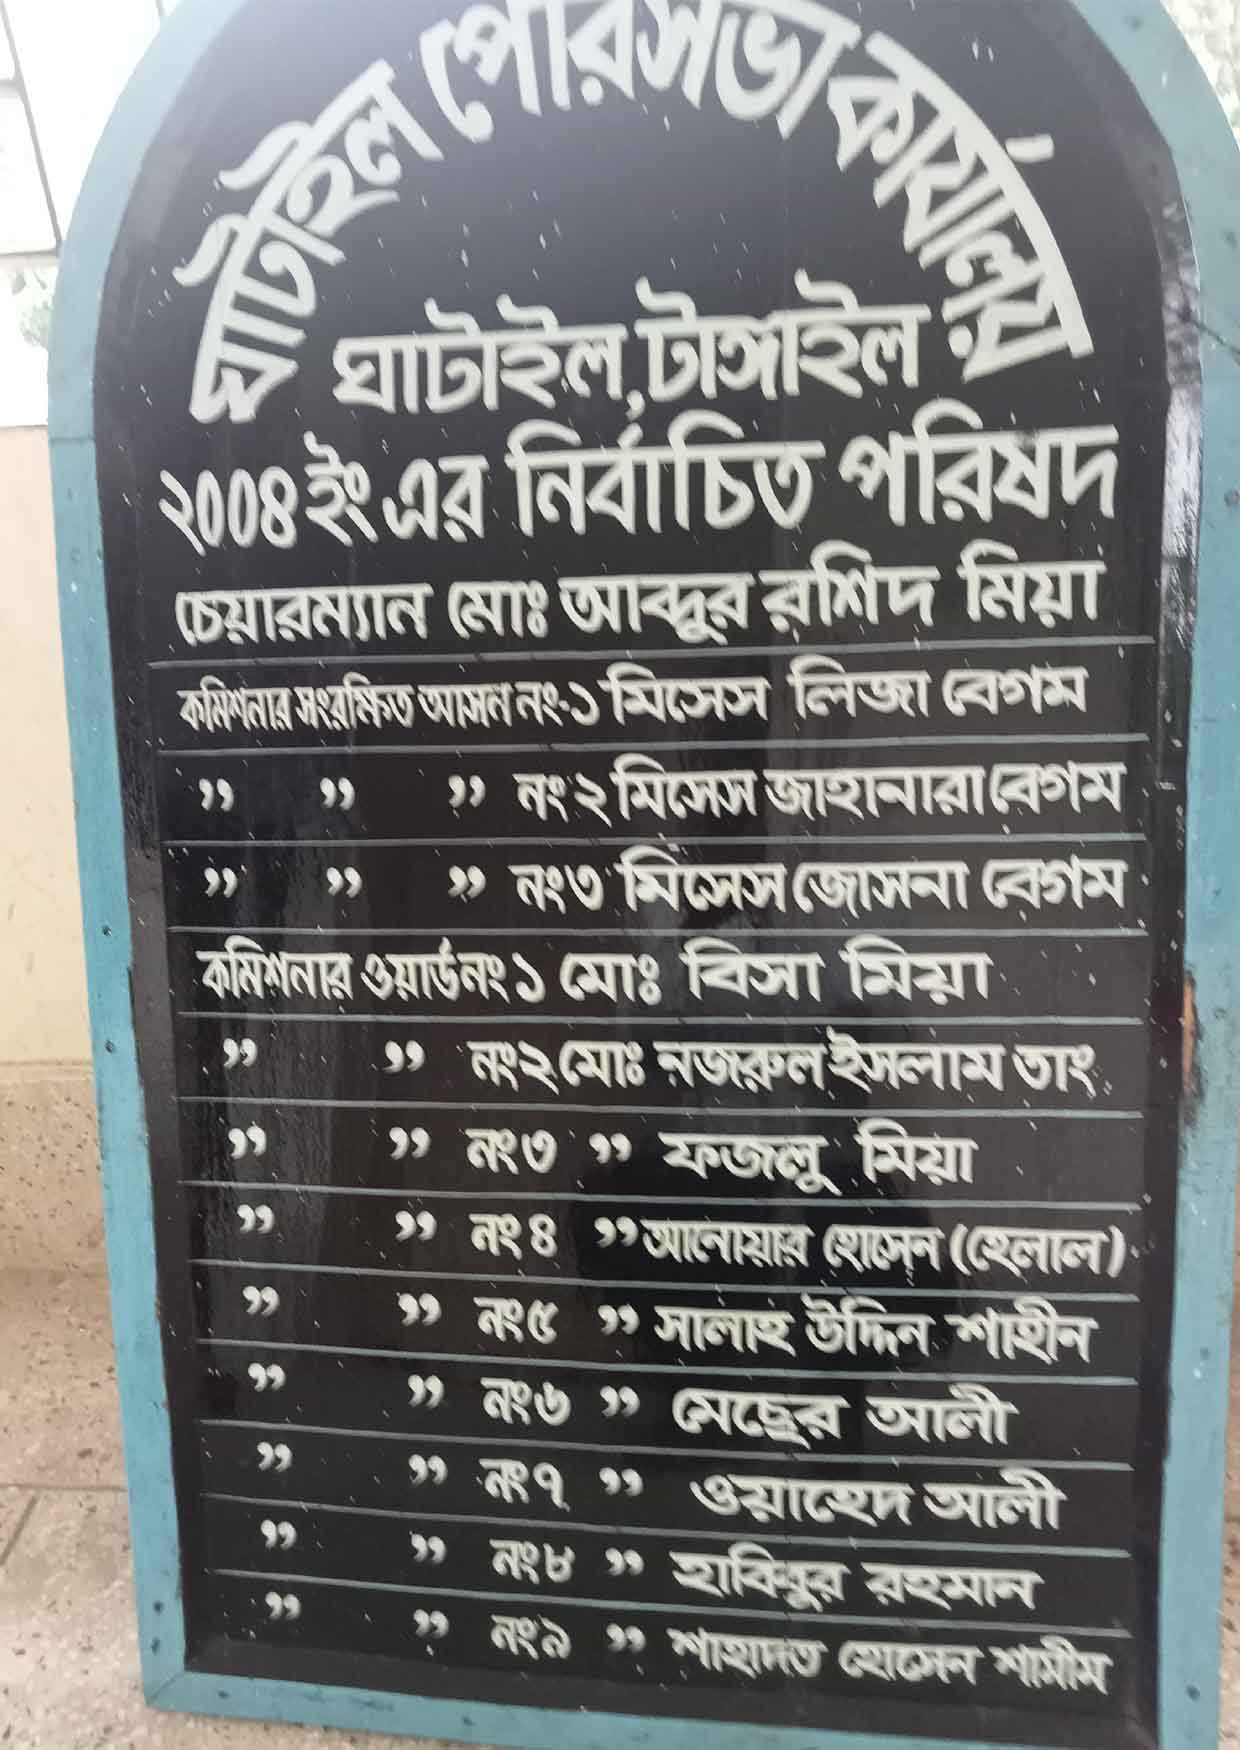 ঘাটাইল পৌরসভা কার্যালয়
ঘাটাইল, টাঙ্গাইল
২০০৪ ইং এর নির্বাচিত পরিষদ
চেয়ারম্যান মোঃ আব্দুর রশিদ মিয়া
কমিশনার সংরক্ষিত আসন নং-১ মিসেস লিজা বেগম
” ” ” নং ২ মিসেস জাহানারা বেগম
” ” ” নং ৩ মিসেস জোসনা বেগম
কমিশনার ওয়ার্ড নং ১ মোঃ বিসা মিয়া
” ” নং ২ মোঃ নজরুল ইসলাম তাং
” ” নং ৩ ” ফজলু মিয়া
” ” নং ৪ ” আনোয়ার হোসেন (হেলাল)
” ” নং ৫ ” সালাহ উদ্দিন শাহীন
” ” নং ৬ ” মেছের আলী
” ” নং ৭ ” ওয়াহেদ আলী
” ” নং ৮ ” হাবিবুর রহমান
” ” নং ৯ ” শাহাদত হোসেন শামীম